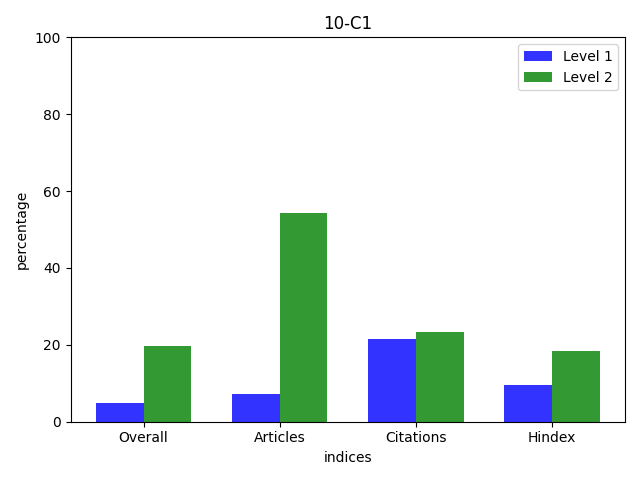 10-C1
Level 1
Level 2
100
80
60
40
20
0
percentage
Overall
Articles
Citations
Hindex
indices